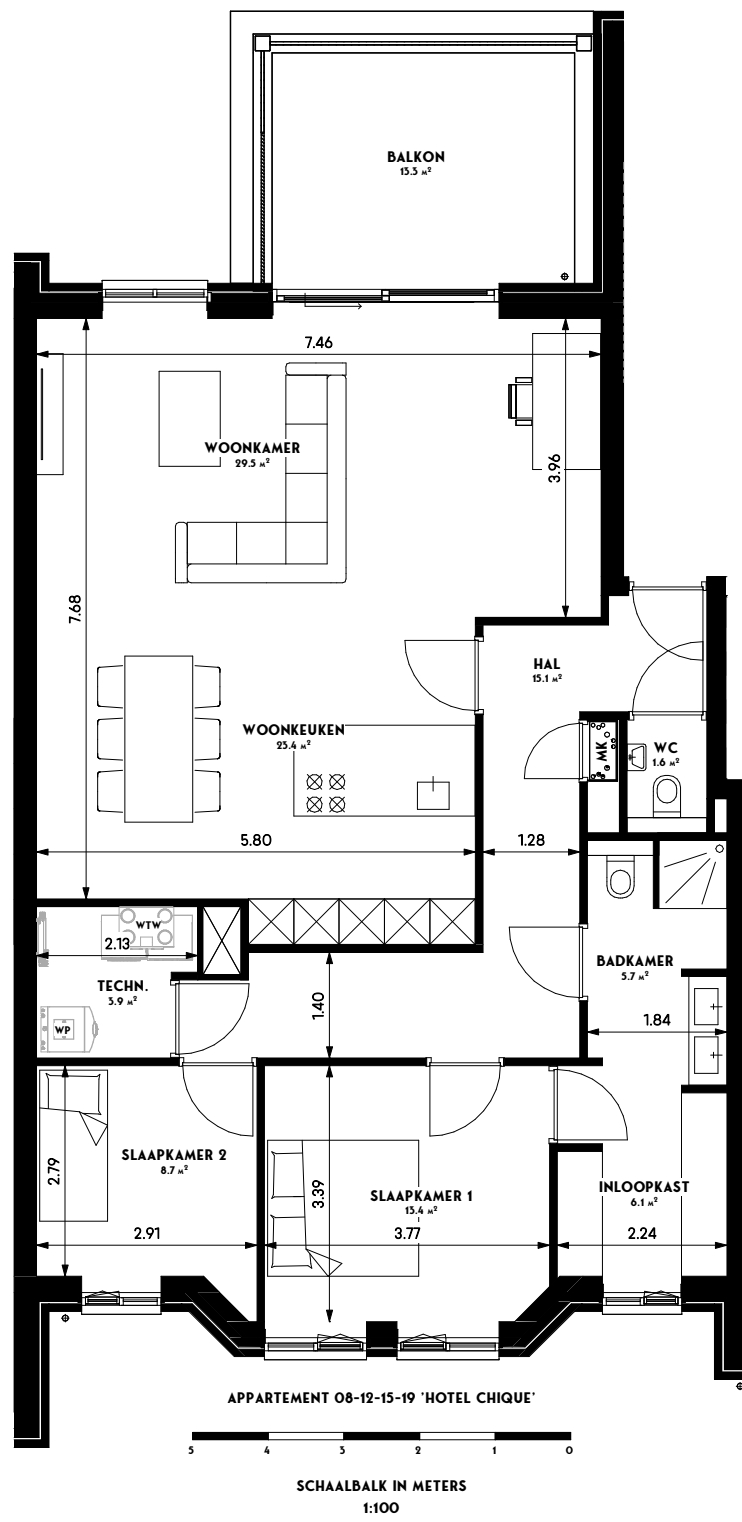 BALKON
13.3 M²
7.46
WOONKAMER
29.5 M²
3.96
7.68
HAL
15.1 M²
WOONKEUKEN
23.4 M²
MK
WC
1.6 M²
5.80
1.28
WTW
2.13
BADKAMER
5.7 M²
TECHN.
3.9 M²
1.40
1.84
WP
SLAAPKAMER 2
8.7 M²
2.79
3.39
SLAAPKAMER 1
13.4 M²
INLOOPKAST
6.1 M²
2.91
3.77
2.24
APPARTEMENT 08-12-15-19 'HOTEL CHIQUE'
5 4 3 2 1 0
SCHAALBALK IN METERS
1:100